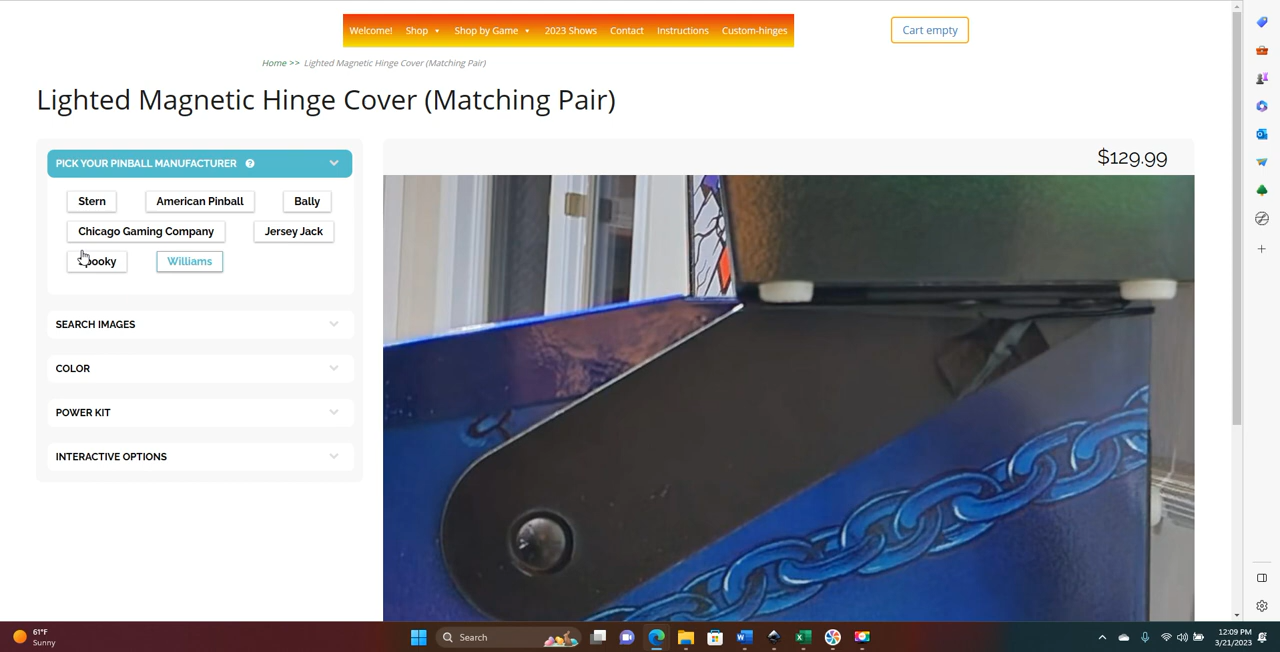 Welcome! Shop Shop by Game 2023 Shows Contact Instructions Custom-hinges
Cart empty
Home >> Lighted Magnetic Hinge Cover (Matching Pair)
Lighted Magnetic Hinge Cover (Matching Pair)
PICK YOUR PINBALL MANUFACTURER ?
$129.99
Stern American Pinball Bally
Chicago Gaming Company Jersey Jack
Spooky Williams
SEARCH IMAGES
COLOR
POWER KIT
INTERACTIVE OPTIONS
61°F
Sunny
Search
12:09 PM
3/21/2023